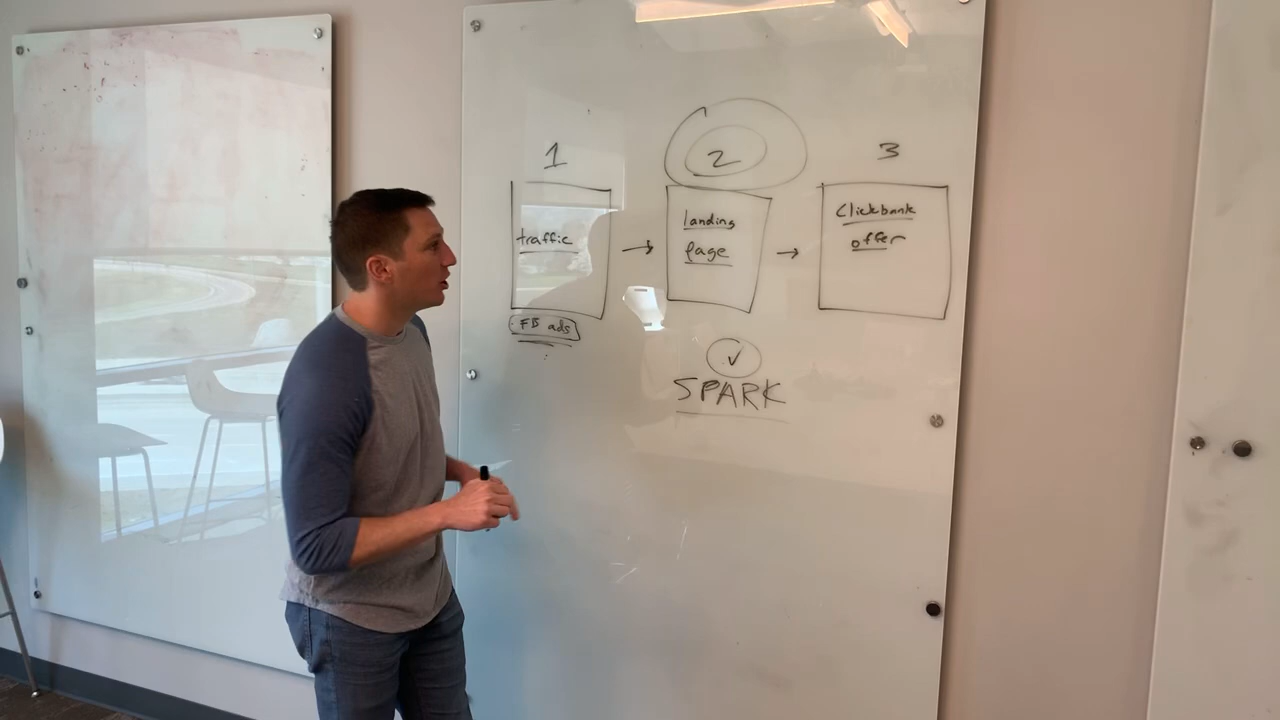 1
2
3
traffic
landing
page
Clickbank
offer
FB ads
SPARK